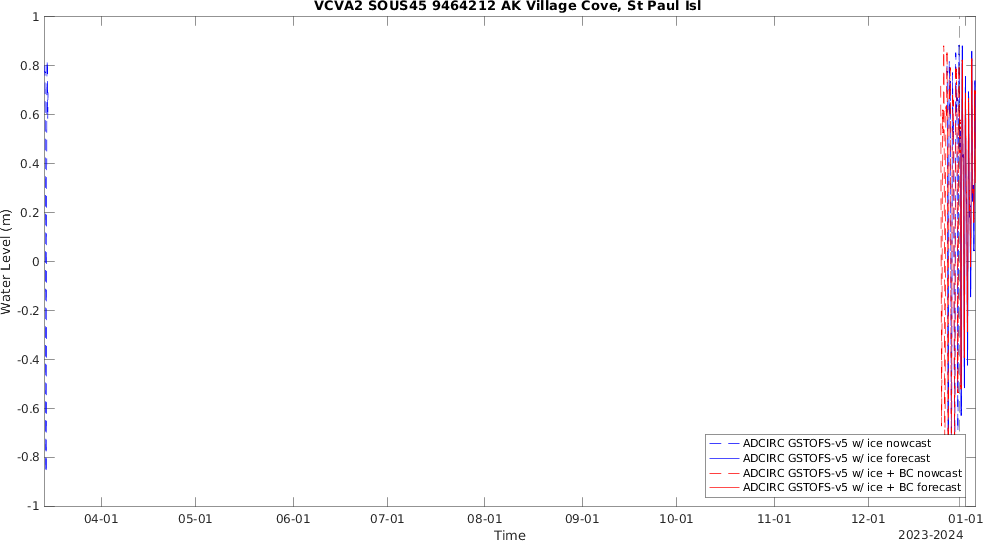 VCVA2 SOUS45 9464212 AK Village Cove, St Paul Isl
1
0.8
0.6
0.4
0.2
0
-0.2
-0.4
-0.6
-0.8
-1
Water Level (m)
ADCIRC GSTOFS-v5 w/ ice nowcast
ADCIRC GSTOFS-v5 w/ ice forecast
ADCIRC GSTOFS-v5 w/ ice + BC nowcast
ADCIRC GSTOFS-v5 w/ ice + BC forecast
04-01 05-01 06-01 07-01 08-01 09-01 10-01 11-01 12-01 01-01
Time
2023-2024